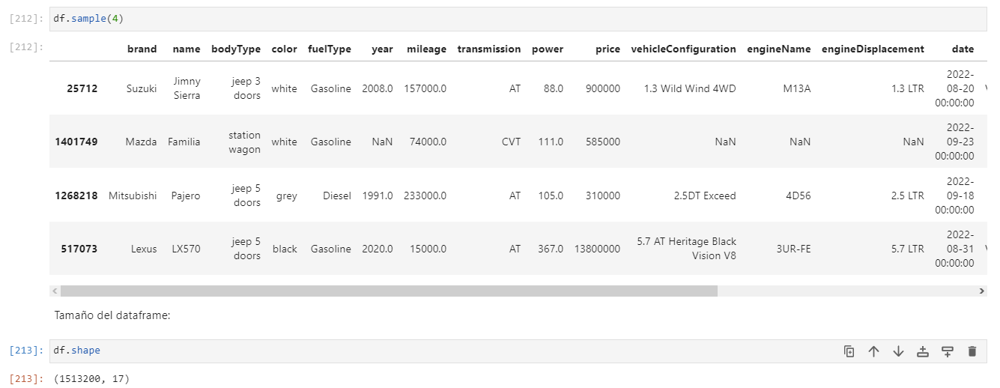 [212]: df.sample(4)
[212]:
brand name bodyType color fuelType year mileage transmission power price vehicleConfiguration engineName engineDisplacement date
25712 Suzuki Jimny Sierra jeep 3 doors white Gasoline 2008.0 157000.0 AT 88.0 900000 1.3 Wild Wind 4WD M13A 1.3 LTR 2022-08-20 00:00:00
1401749 Mazda Familia station wagon white Gasoline NaN 74000.0 CVT 111.0 585000 NaN NaN NaN 2022-09-23 00:00:00
1268218 Mitsubishi Pajero jeep 5 doors grey Diesel 1991.0 233000.0 AT 105.0 310000 2.5DT Exceed 4D56 2.5 LTR 2022-09-18 00:00:00
517073 Lexus LX570 jeep 5 doors black Gasoline 2020.0 15000.0 AT 367.0 13800000 5.7 AT Heritage Black Vision V8 3UR-FE 5.7 LTR 2022-08-31 00:00:00
Tamaño del dataframe:
[213]: df.shape
[213]: (1513200, 17)